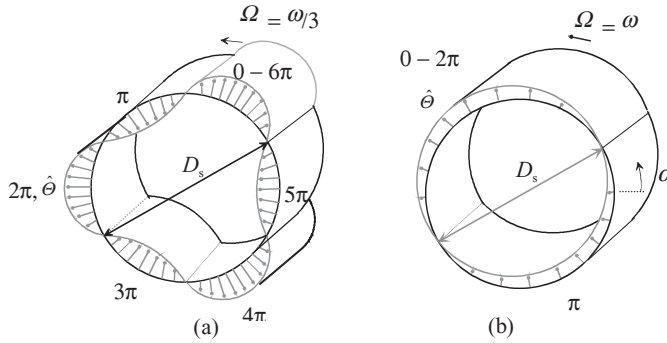 Ω = ω/3
0 – 6π
π
D_s
2π, Θ̂
5π
3π
4π
(a)
Ω = ω
0 – 2π
Θ̂
D_s
π
(b)